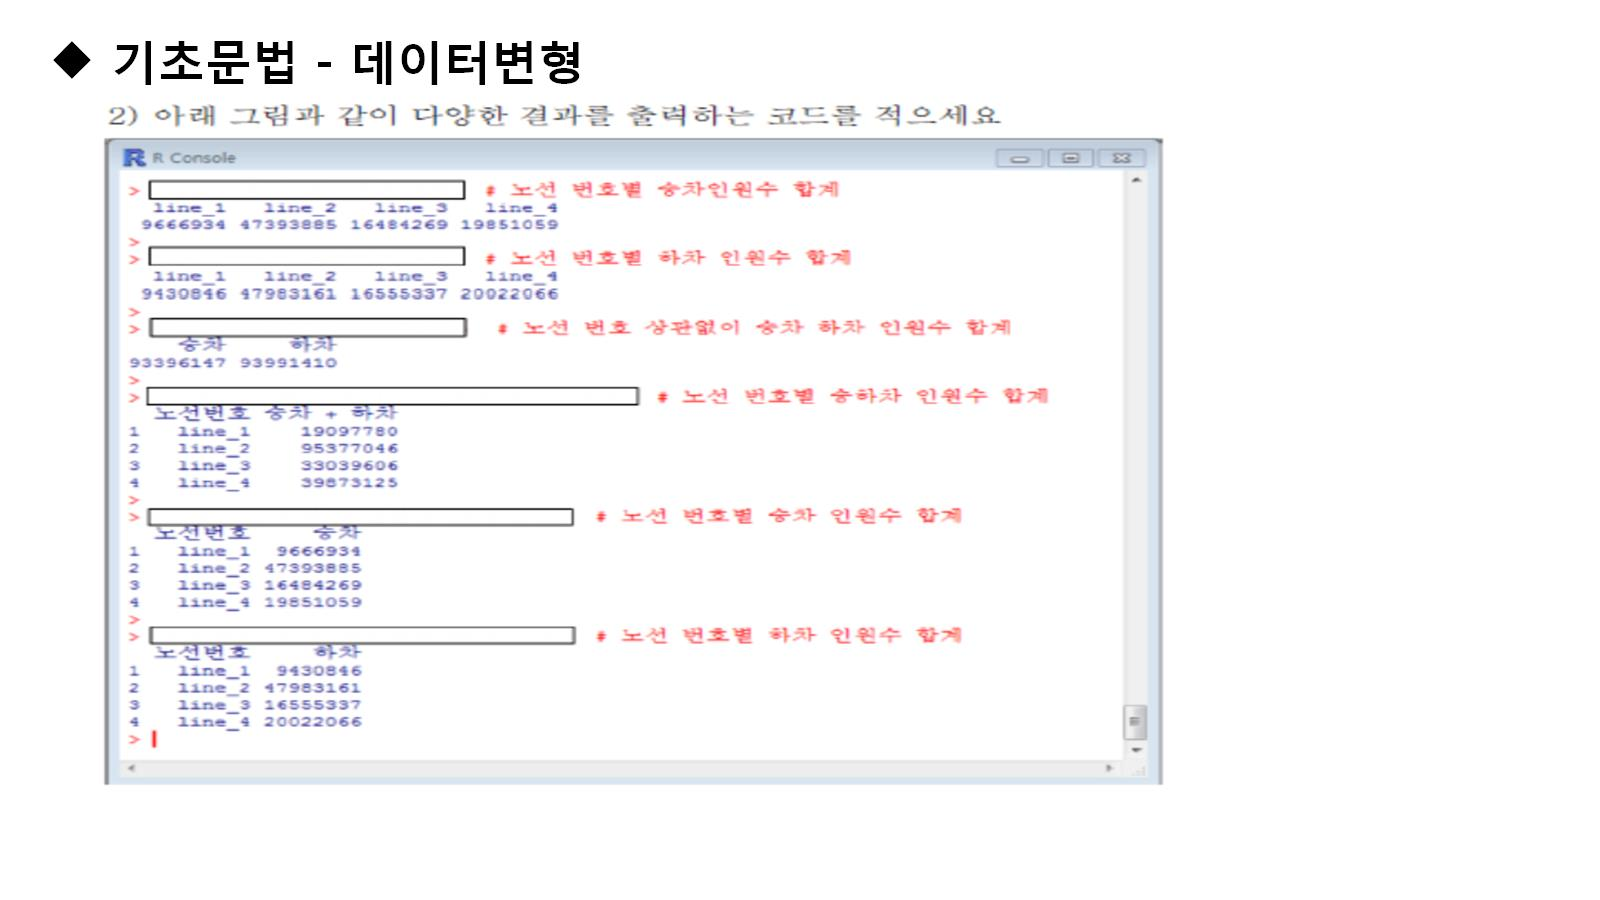 ◆ 기초문법 - 데이터변형
2) 아래 그림과 같이 다양한 결과를 출력하는 코드를 적으세요
R Console
> # 노선 번호별 승차인원수 합계
line_1 line_2 line_3 line_4
9666934 47393885 16484269 19851059
>
> # 노선 번호별 하차 인원수 합계
line_1 line_2 line_3 line_4
9430846 47983161 16555337 20022066
>
> # 노선 번호 상관없이 승차 하차 인원수 합계
승차 하차
93396147 93991410
>
> # 노선 번호별 승하차 인원수 합계
노선번호 승차 + 하차
1 line_1 19097780
2 line_2 95377046
3 line_3 33039606
4 line_4 39873125
>
> # 노선 번호별 승차 인원수 합계
노선번호 승차
1 line_1 9666934
2 line_2 47393885
3 line_3 16484269
4 line_4 19851059
>
> # 노선 번호별 하차 인원수 합계
노선번호 하차
1 line_1 9430846
2 line_2 47983161
3 line_3 16555337
4 line_4 20022066
>